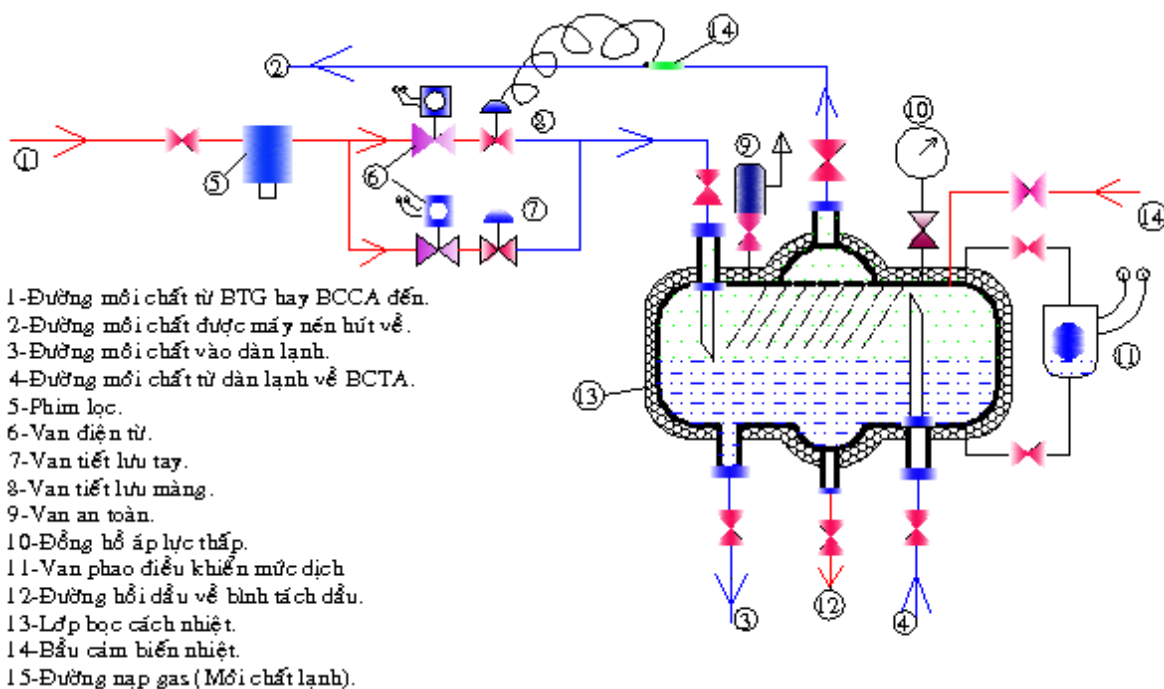 14
2
10
8
9
1
5
6
7
14
11
13
3
12
4
1-Đường môi chất từ BTG hay BCCA đến.
2-Đường môi chất được máy nén hút về.
3-Đường môi chất vào dàn lạnh.
4-Đường môi chất từ dàn lạnh về BCTA.
5-Phim lọc.
6-Van điện từ.
7-Van tiết lưu tay.
8-Van tiết lưu màng.
9-Van an toàn.
10-Đồng hồ áp lực thấp.
11-Van phao điều khiển mức dịch
12-Đường hồi dầu về bình tách dầu.
13-Lớp bọc cách nhiệt.
14-Bầu cảm biến nhiệt.
15-Đường nạp gas (Môi chất lạnh).